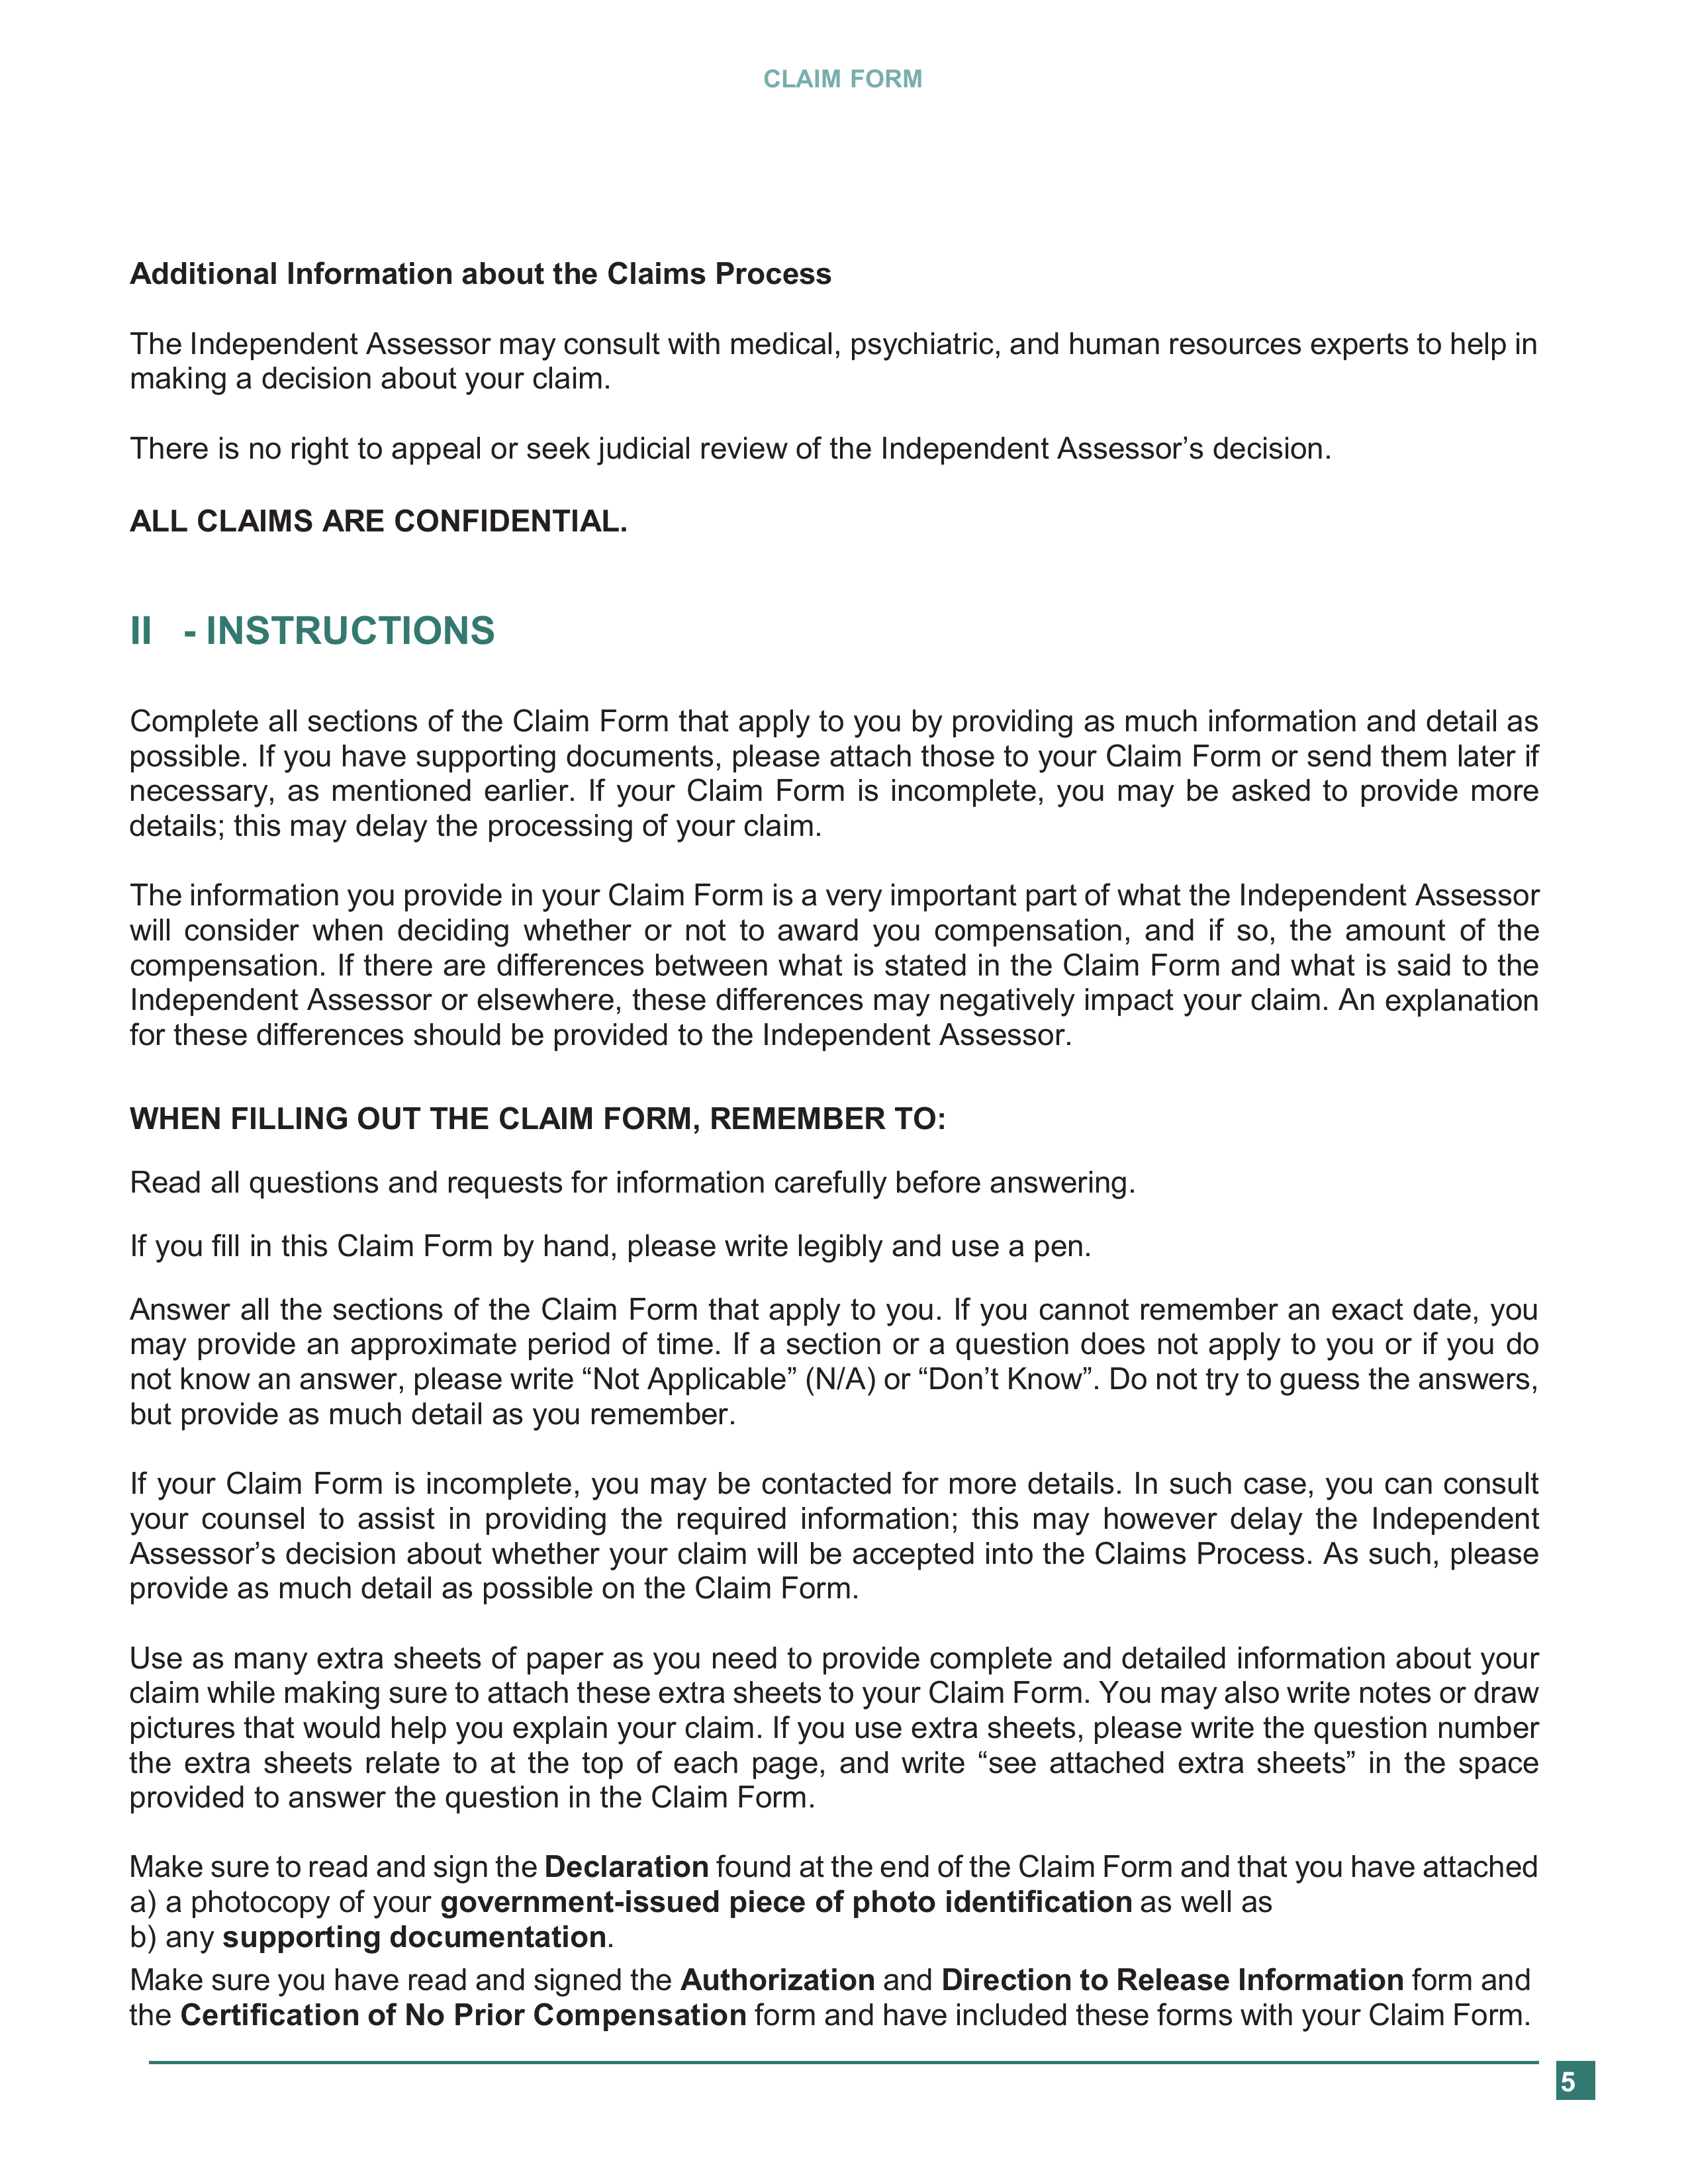 CLAIM FORM
Additional Information about the Claims Process
The Independent Assessor may consult with medical, psychiatric, and human resources experts to help in
making a decision about your claim.
There is no right to appeal or seek judicial review of the Independent Assessor’s decision.
ALL CLAIMS ARE CONFIDENTIAL.
II - INSTRUCTIONS
Complete all sections of the Claim Form that apply to you by providing as much information and detail as
possible. If you have supporting documents, please attach those to your Claim Form or send them later if
necessary, as mentioned earlier. If your Claim Form is incomplete, you may be asked to provide more
details; this may delay the processing of your claim.
The information you provide in your Claim Form is a very important part of what the Independent Assessor
will consider when deciding whether or not to award you compensation, and if so, the amount of the
compensation. If there are differences between what is stated in the Claim Form and what is said to the
Independent Assessor or elsewhere, these differences may negatively impact your claim. An explanation
for these differences should be provided to the Independent Assessor.
WHEN FILLING OUT THE CLAIM FORM, REMEMBER TO:
Read all questions and requests for information carefully before answering.
If you fill in this Claim Form by hand, please write legibly and use a pen.
Answer all the sections of the Claim Form that apply to you. If you cannot remember an exact date, you
may provide an approximate period of time. If a section or a question does not apply to you or if you do
not know an answer, please write “Not Applicable” (N/A) or “Don’t Know”. Do not try to guess the answers,
but provide as much detail as you remember.
If your Claim Form is incomplete, you may be contacted for more details. In such case, you can consult
your counsel to assist in providing the required information; this may however delay the Independent
Assessor’s decision about whether your claim will be accepted into the Claims Process. As such, please
provide as much detail as possible on the Claim Form.
Use as many extra sheets of paper as you need to provide complete and detailed information about your
claim while making sure to attach these extra sheets to your Claim Form. You may also write notes or draw
pictures that would help you explain your claim. If you use extra sheets, please write the question number
the extra sheets relate to at the top of each page, and write “see attached extra sheets” in the space
provided to answer the question in the Claim Form.
Make sure to read and sign the Declaration found at the end of the Claim Form and that you have attached
a) a photocopy of your government-issued piece of photo identification as well as
b) any supporting documentation.
Make sure you have read and signed the Authorization and Direction to Release Information form and
the Certification of No Prior Compensation form and have included these forms with your Claim Form.
5